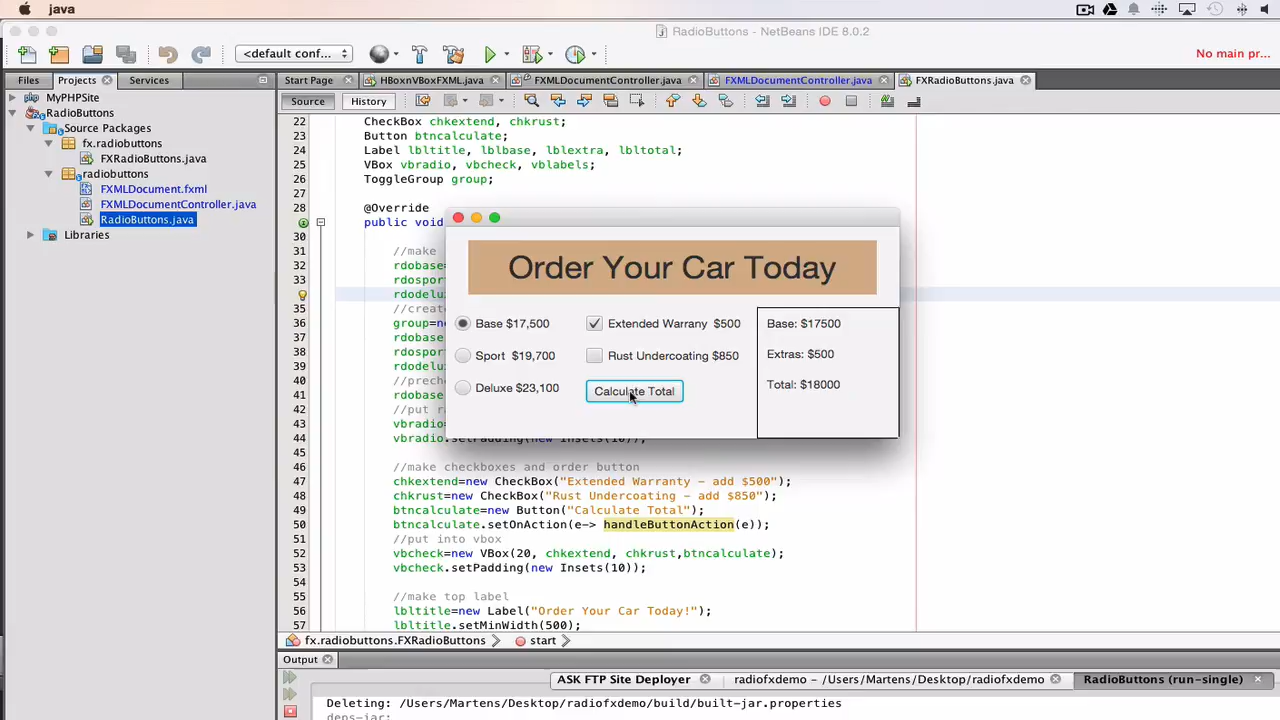 java
RadioButtons - NetBeans IDE 8.0.2
<default conf...
No main pr...
Files
Projects
Services
Start Page
HBoxnVBoxFXML.java
FXMLDocumentController.java
FXMLDocumentController.java
FXRadioButtons.java
Source
History
MyPHPSite
RadioButtons
Source Packages
fx.radiobuttons
FXRadioButtons.java
radiobuttons
FXMLDocument.fxml
FXMLDocumentController.java
RadioButtons.java
Libraries
22 CheckBox chkextend, chkrust;
23 Button btncalculate;
24 Label lbltitle, lblbase, lblextra, lbltotal;
25 VBox vbradio, vbcheck, vblabels;
26 ToggleGroup group;
27
28 @Override
public void
30
31 //make
32 rdobase=
33 rdospor
rdodelu
35 //creat
36 group=n
37 rdobase
38 rdospor
39 rdodelu
40 //preche
41 rdobase
42 //put ra
43 vbradio
44 vbradio.setPadding(new Insets(10));
45
46 //make checkboxes and order button
47 chkextend=new CheckBox("Extended Warranty - add $500");
48 chkrust=new CheckBox("Rust Undercoating - add $850");
49 btncalculate=new Button("Calculate Total");
50 btncalculate.setOnAction(e-> handleButtonAction(e));
51 //put into vbox
52 vbcheck=new VBox(20, chkextend, chkrust,btncalculate);
53 vbcheck.setPadding(new Insets(10));
54
55 //make top label
56 lbltitle=new Label("Order Your Car Today!");
57 lbltitle.setMinWidth(500);
Order Your Car Today
Base $17,500
Extended Warrany $500
Base: $17500
Sport $19,700
Rust Undercoating $850
Extras: $500
Deluxe $23,100
Calculate Total
Total: $18000
fx.radiobuttons.FXRadioButtons
start
Output
ASK FTP Site Deployer
radiofxdemo - /Users/Martens/Desktop/radiofxdemo
RadioButtons (run-single)
Deleting: /Users/Martens/Desktop/radiofxdemo/build/built-jar.properties
deps-jar: